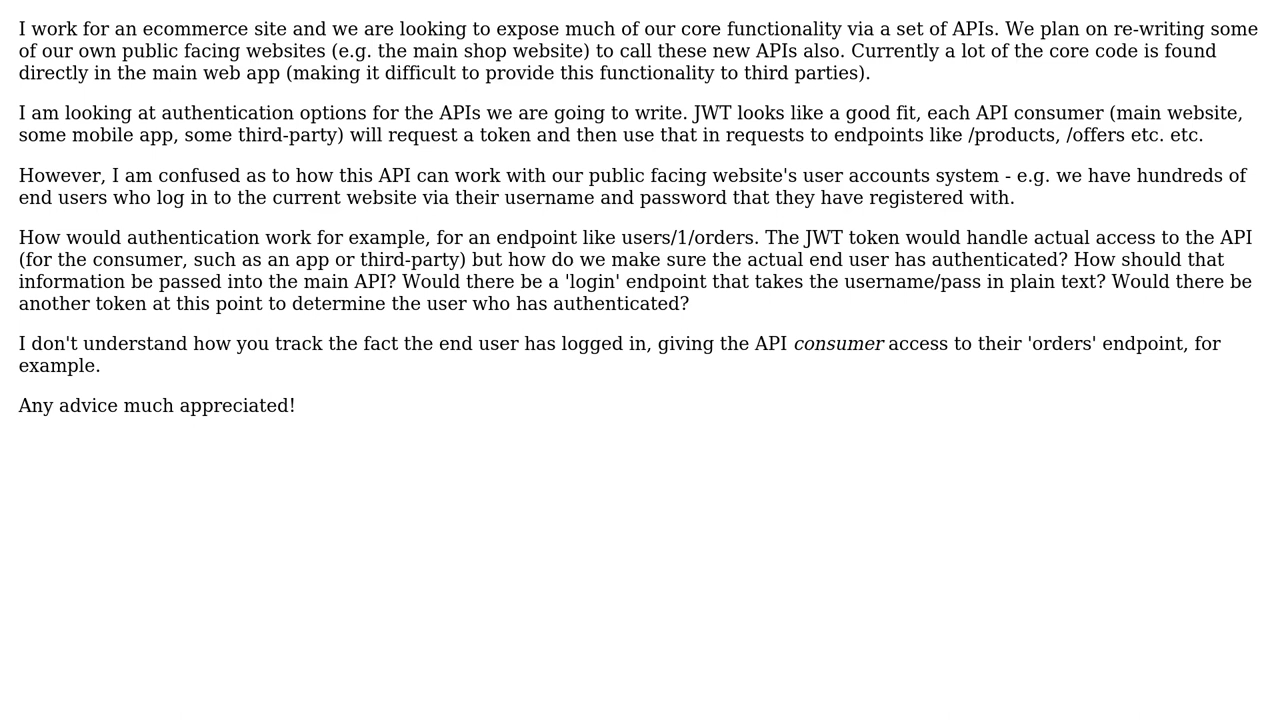 I work for an ecommerce site and we are looking to expose much of our core functionality via a set of APIs. We plan on re-writing some
of our own public facing websites (e.g. the main shop website) to call these new APIs also. Currently a lot of the core code is found
directly in the main web app (making it difficult to provide this functionality to third parties).
I am looking at authentication options for the APIs we are going to write. JWT looks like a good fit, each API consumer (main website,
some mobile app, some third-party) will request a token and then use that in requests to endpoints like /products, /offers etc. etc.
However, I am confused as to how this API can work with our public facing website's user accounts system - e.g. we have hundreds of
end users who log in to the current website via their username and password that they have registered with.
How would authentication work for example, for an endpoint like users/1/orders. The JWT token would handle actual access to the API
(for the consumer, such as an app or third-party) but how do we make sure the actual end user has authenticated? How should that
information be passed into the main API? Would there be a 'login' endpoint that takes the username/pass in plain text? Would there be
another token at this point to determine the user who has authenticated?
I don't understand how you track the fact the end user has logged in, giving the API consumer access to their 'orders' endpoint, for
example.
Any advice much appreciated!